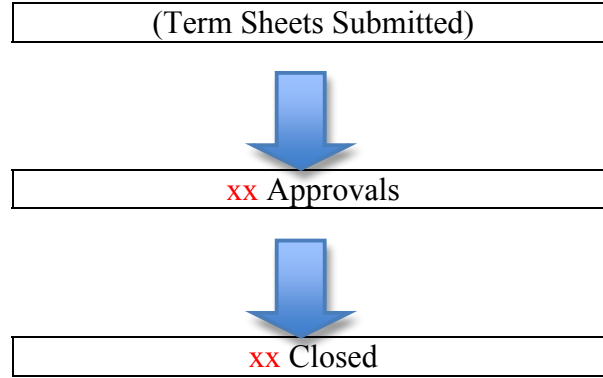 (Term Sheets Submitted)
xx Approvals
xx Closed